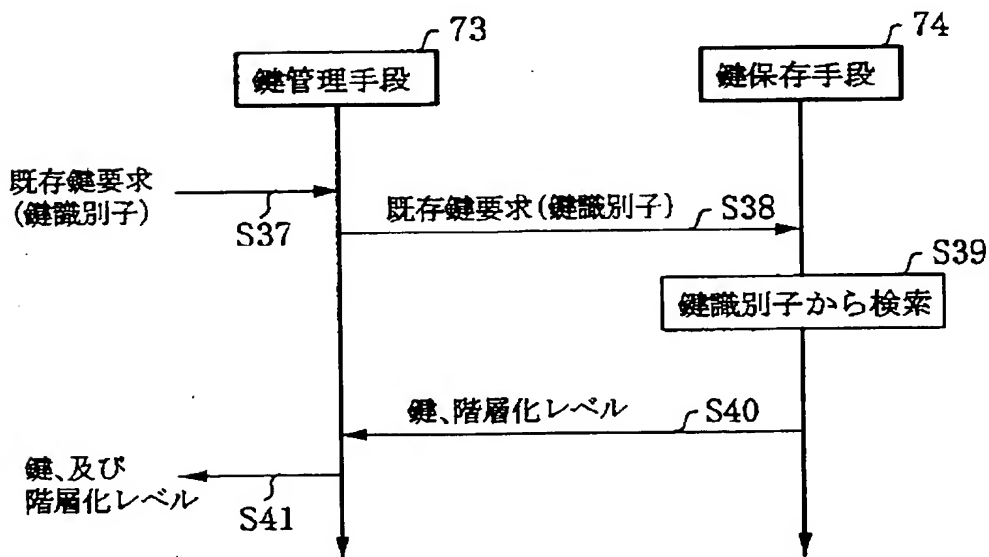 73
74
鍵管理手段
鍵保存手段
既存鍵要求
(鍵識別子)
S37
既存鍵要求(鍵識別子)
S38
S39
鍵識別子から検索
鍵、階層化レベル
S40
鍵、及び
階層化レベル
S41